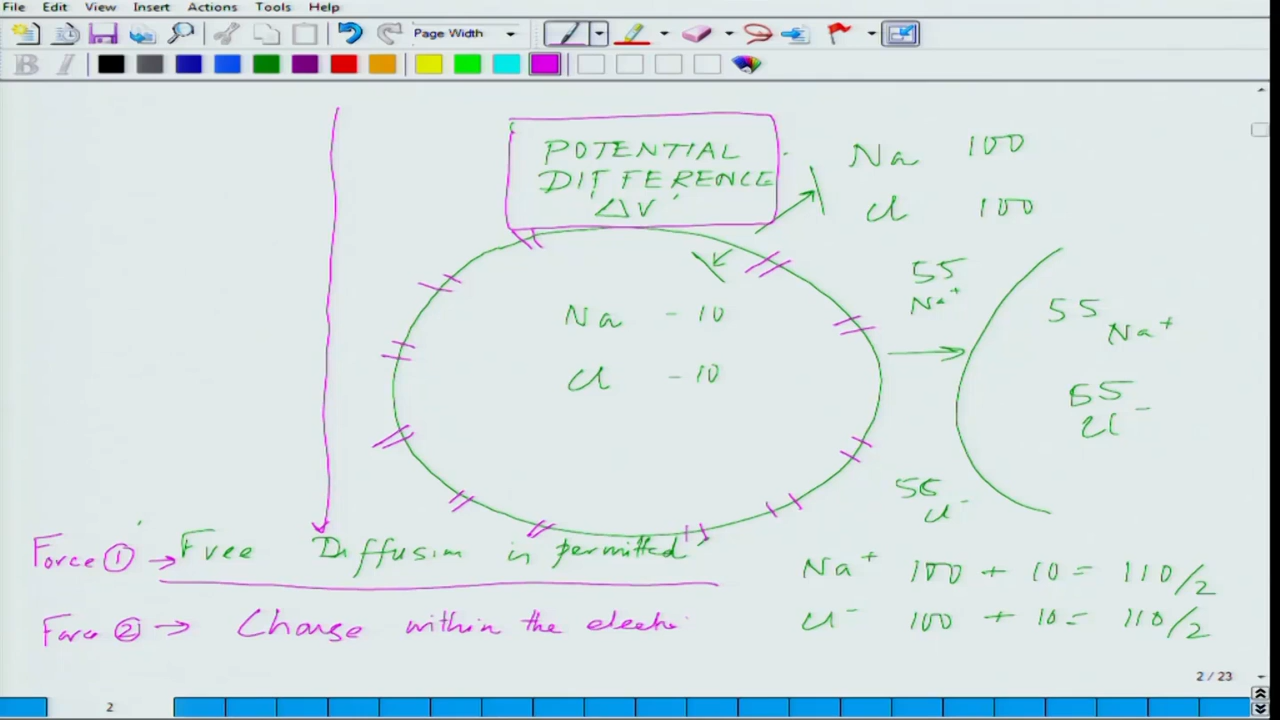 File Edit View Insert Actions Tools Help
Page Width
B I
POTENTIAL
DIFFERENCE
ΔV
Na 100
Cl 100
Na - 10
Cl - 10
55
Na+
55
Cl-
55 Na+
55
Cl-
Force ① → Free Diffusion is permitted
Force ② → Charge within the electr
Na+ 100 + 10 = 110/2
Cl- 100 + 10 = 110/2
2 / 23
2